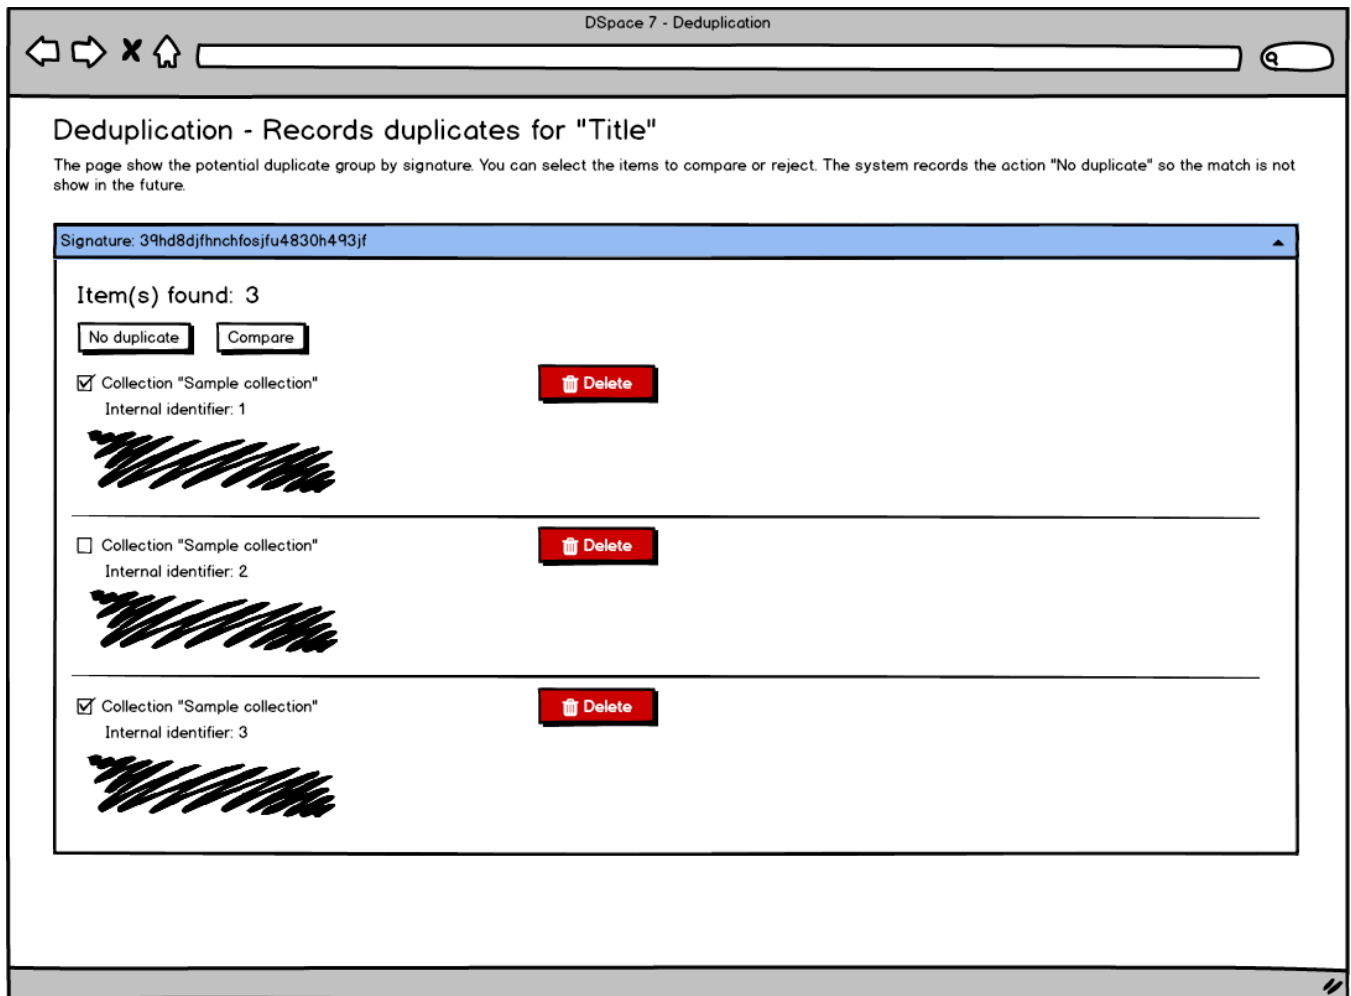 DSpace 7 - Deduplication
Deduplication - Records duplicates for "Title"
The page show the potential duplicate group by signature. You can select the items to compare or reject. The system records the action "No duplicate" so the match is not
show in the future.
Signature: 39hd8djfhnchfosjfu4830h493jf
Item(s) found: 3
No duplicate Compare
Collection "Sample collection" Delete
Internal identifier: 1
Collection "Sample collection" Delete
Internal identifier: 2
Collection "Sample collection" Delete
Internal identifier: 3